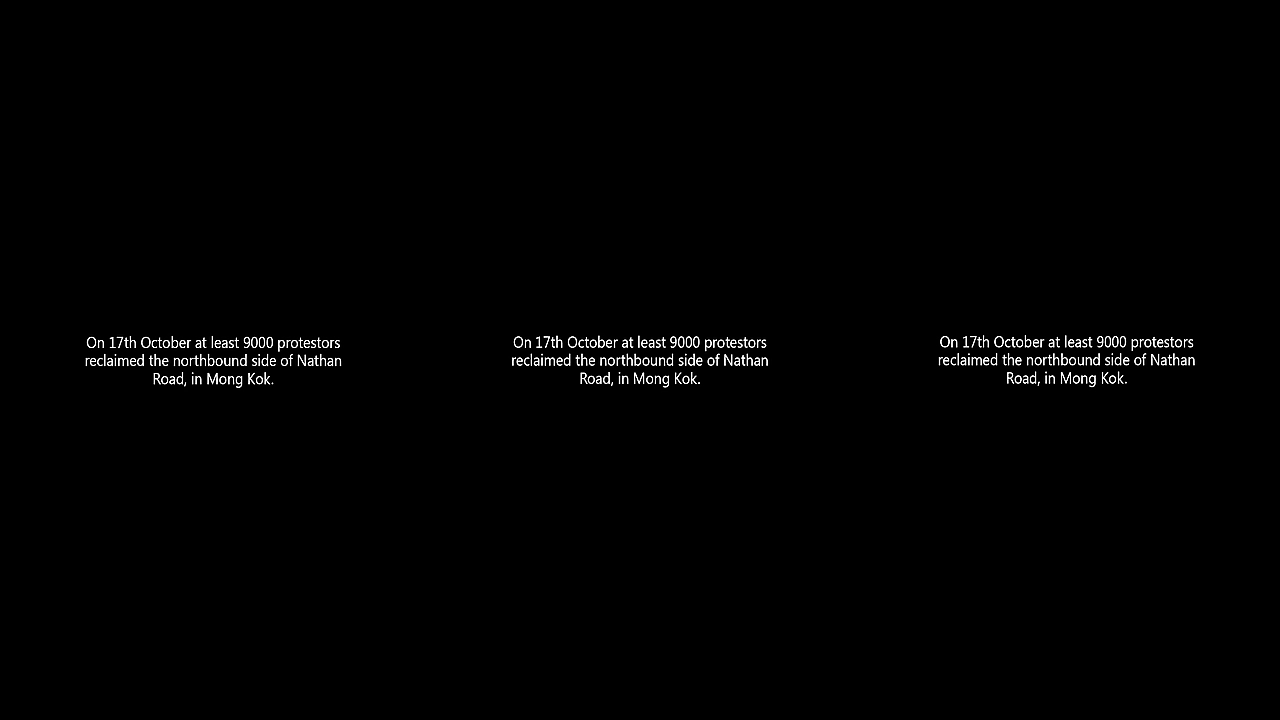 On 17th October at least 9000 protestors
reclaimed the northbound side of Nathan
Road, in Mong Kok.
On 17th October at least 9000 protestors
reclaimed the northbound side of Nathan
Road, in Mong Kok.
On 17th October at least 9000 protestors
reclaimed the northbound side of Nathan
Road, in Mong Kok.